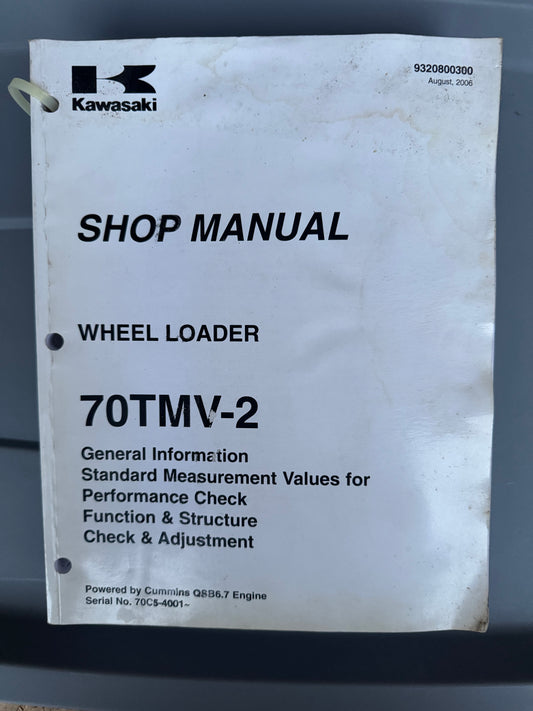 Kawasaki
9320800300
August, 2006
SHOP MANUAL
WHEEL LOADER
70TMV-2
General Information
Standard Measurement Values for
Performance Check
Function & Structure
Check & Adjustment
Powered by Cummins QSB6.7 Engine
Serial No. 70C5-4001~